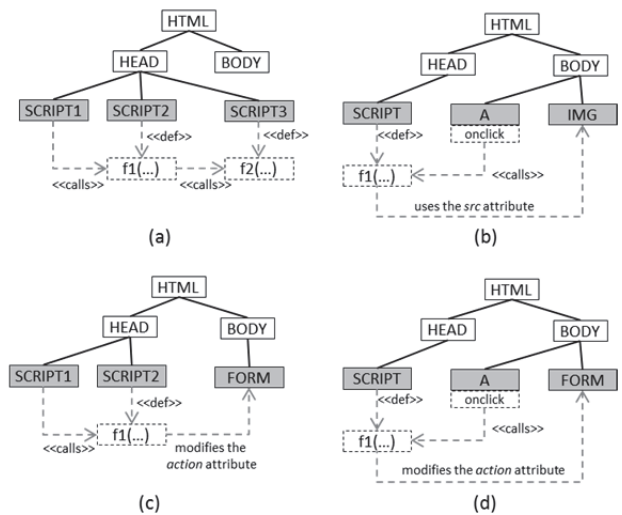 HTML
HEAD
BODY
SCRIPT1
SCRIPT2
SCRIPT3
<<def>>
<<def>>
f1(...)
f2(...)
<<calls>>
<<calls>>
(a)
HTML
HEAD
BODY
SCRIPT
A
IMG
onclick
<<def>>
f1(...)
<<calls>>
uses the src attribute
(b)
HTML
HEAD
BODY
SCRIPT1
SCRIPT2
FORM
<<def>>
f1(...)
<<calls>>
modifies the
action attribute
(c)
HTML
HEAD
BODY
SCRIPT
A
FORM
onclick
<<def>>
f1(...)
<<calls>>
modifies the action attribute
(d)